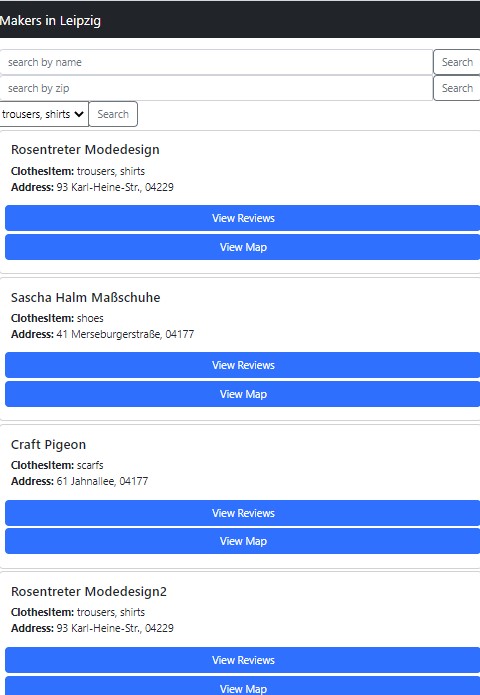 Makers in Leipzig
search by name Search
search by zip Search
trousers, shirts Search
Rosentreter Modedesign
ClothesItem: trousers, shirts
Address: 93 Karl-Heine-Str., 04229
View Reviews
View Map
Sascha Halm Maßschuhe
ClothesItem: shoes
Address: 41 Merseburgerstraße, 04177
View Reviews
View Map
Craft Pigeon
ClothesItem: scarfs
Address: 61 Jahnallee, 04177
View Reviews
View Map
Rosentreter Modedesign2
ClothesItem: trousers, shirts
Address: 93 Karl-Heine-Str., 04229
View Reviews
View Map